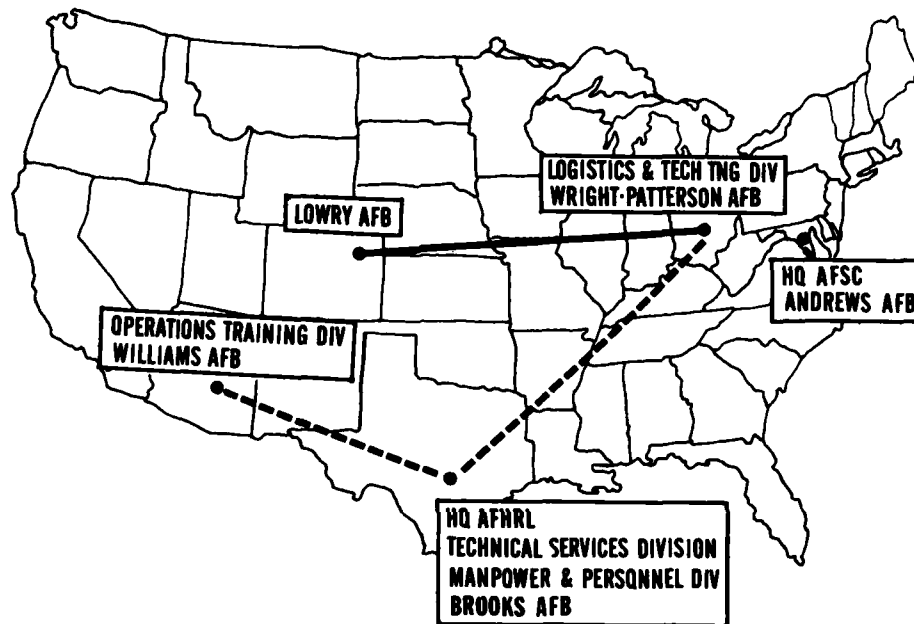 LOGISTICS & TECH TNG DIV
WRIGHT-PATTERSON AFB
LOWRY AFB
HQ AFSC
ANDREWS AFB
OPERATIONS TRAINING DIV
WILLIAMS AFB
HQ AFHRL
TECHNICAL SERVICES DIVISION
MANPOWER & PERSONNEL DIV
BROOKS AFB